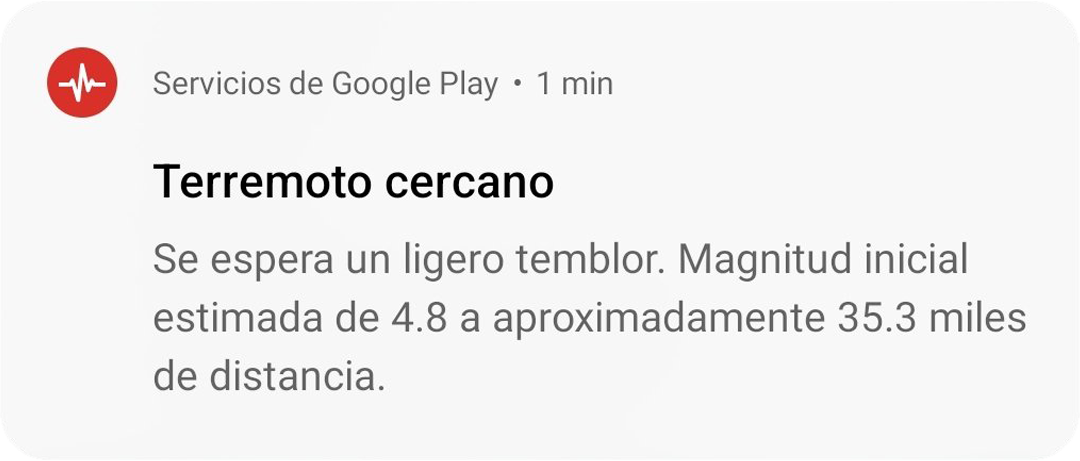 Servicios de Google Play • 1 min
Terremoto cercano
Se espera un ligero temblor. Magnitud inicial
estimada de 4.8 a aproximadamente 35.3 miles
de distancia.